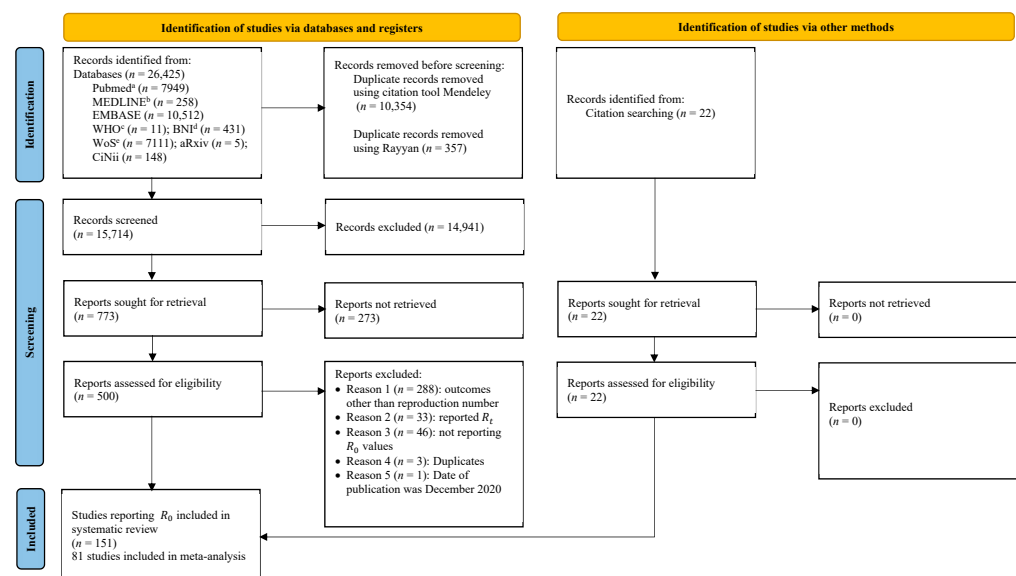 Identification of studies via databases and registers
Identification of studies via other methods
Identification
Records identified from:
Databases (n = 26,425)
Pubmedᵃ (n = 7949)
MEDLINEᵇ (n = 258)
EMBASE (n = 10,512)
WHOᶜ (n = 11); BNIᵈ (n = 431)
WoSᵉ (n = 7111); aRxiv (n = 5);
CiNii (n = 148)
Records removed before screening:
Duplicate records removed
using citation tool Mendeley
(n = 10,354)
Duplicate records removed
using Rayyan (n = 357)
Records identified from:
Citation searching (n = 22)
Screening
Records screened
(n = 15,714)
Records excluded (n = 14,941)
Reports sought for retrieval
(n = 773)
Reports not retrieved
(n = 273)
Reports sought for retrieval
(n = 22)
Reports not retrieved
(n = 0)
Reports assessed for eligibility
(n = 500)
Reports excluded:
• Reason 1 (n = 288): outcomes
other than reproduction number
• Reason 2 (n = 33): reported Rₜ
• Reason 3 (n = 46): not reporting
R₀ values
• Reason 4 (n = 3): Duplicates
• Reason 5 (n = 1): Date of
publication was December 2020
Reports assessed for eligibility
(n = 22)
Reports excluded
(n = 0)
Included
Studies reporting R₀ included in
systematic review
(n = 151)
81 studies included in meta-analysis